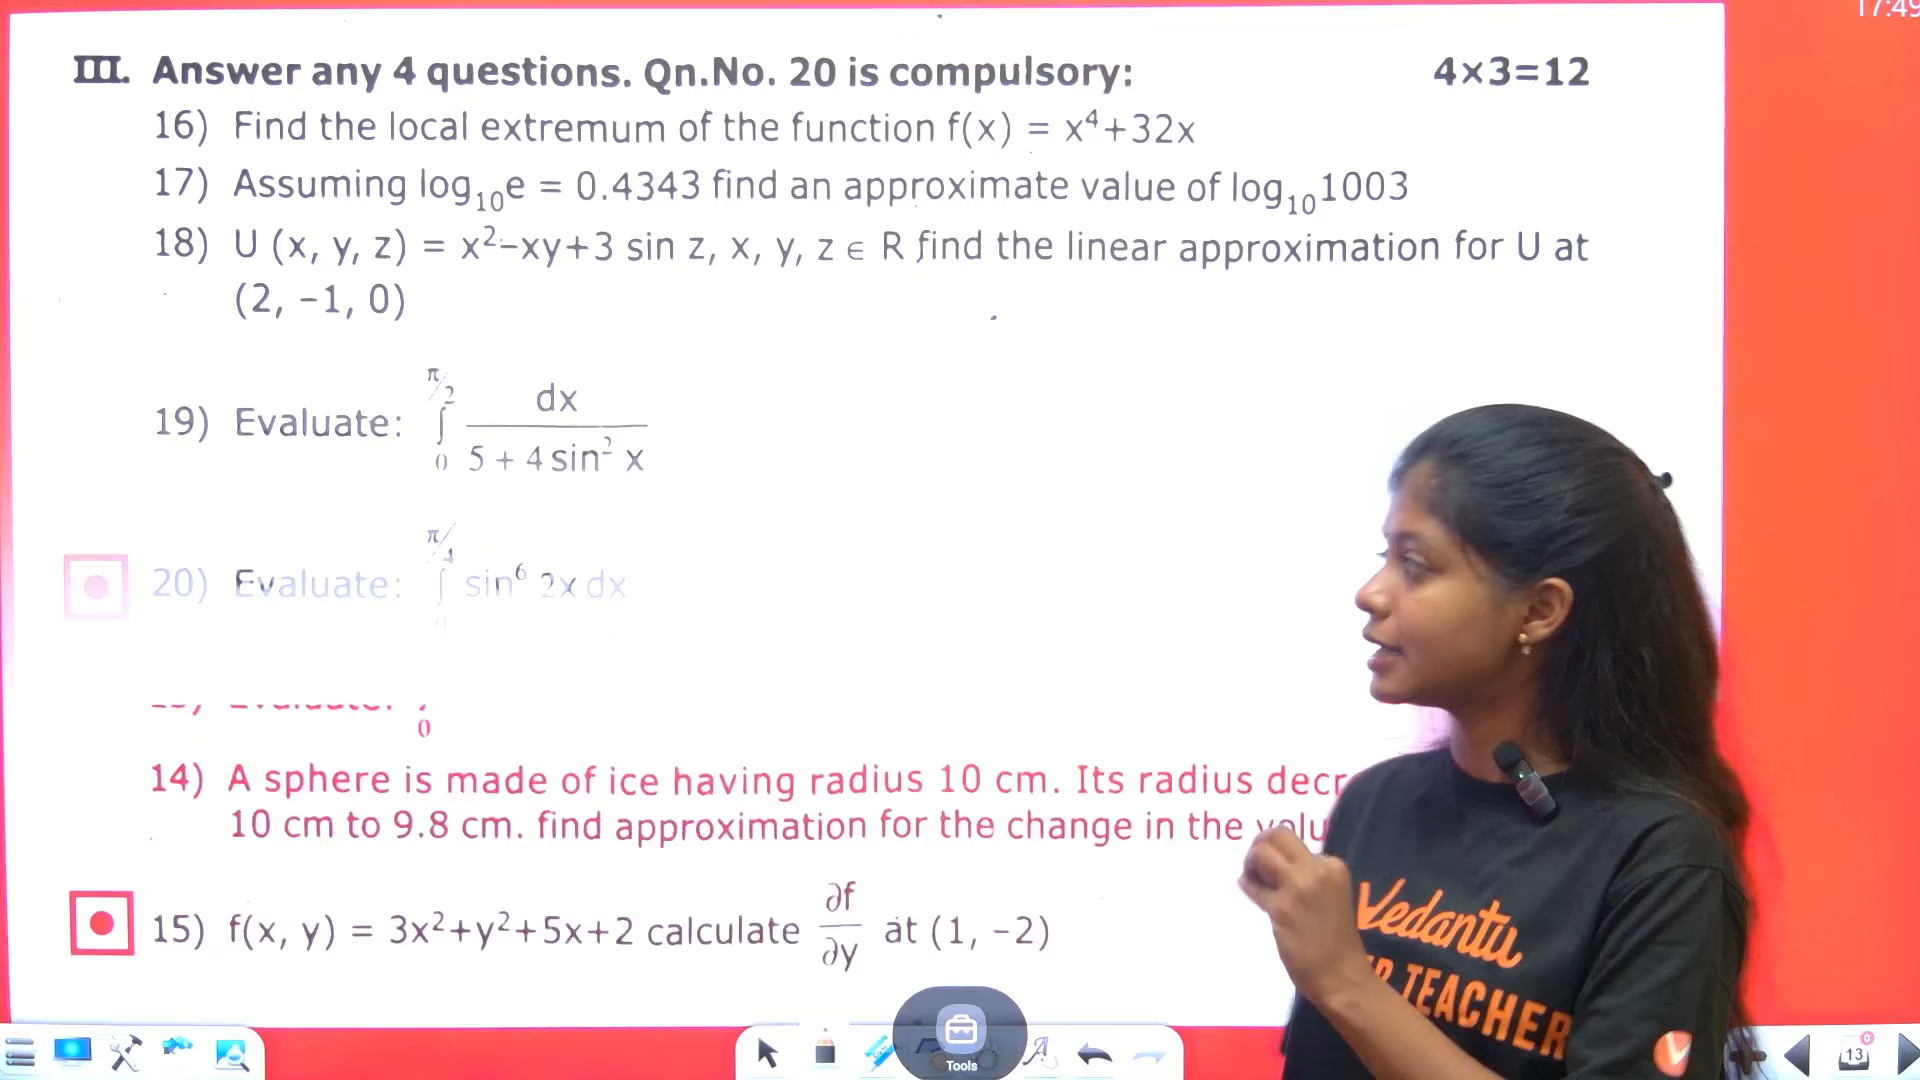 17:49
III. Answer any 4 questions. Qn.No. 20 is compulsory: 4×3=12
16) Find the local extremum of the function f(x) = x⁴+32x
17) Assuming log₁₀e = 0.4343 find an approximate value of log₁₀1003
18) U (x, y, z) = x²–xy+3 sin z, x, y, z ∈ R find the linear approximation for U at
(2, –1, 0)
19) Evaluate: ∫₀^(π/2) dx / (5 + 4 sin² x)
20) Evaluate: ∫₀^(π/4) sin⁶ 2x dx
0
14) A sphere is made of ice having radius 10 cm. Its radius
10 cm to 9.8 cm. find approximation for the change in the
15) f(x, y) = 3x²+y²+5x+2 calculate ∂f/∂y at (1, –2)
Vedantu
TEACHER
Tools
13